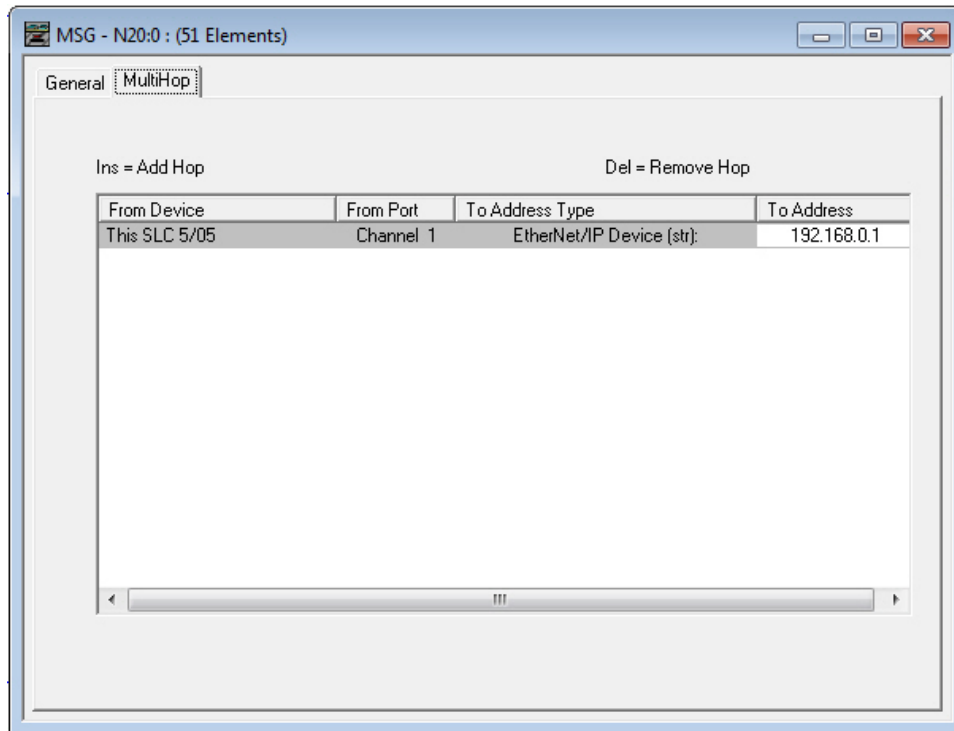 MSG - N20:0 : (51 Elements)
General MultiHop
Ins = Add Hop Del = Remove Hop
From Device From Port To Address Type To Address
This SLC 5/05 Channel 1 EtherNet/IP Device (str): 192.168.0.1